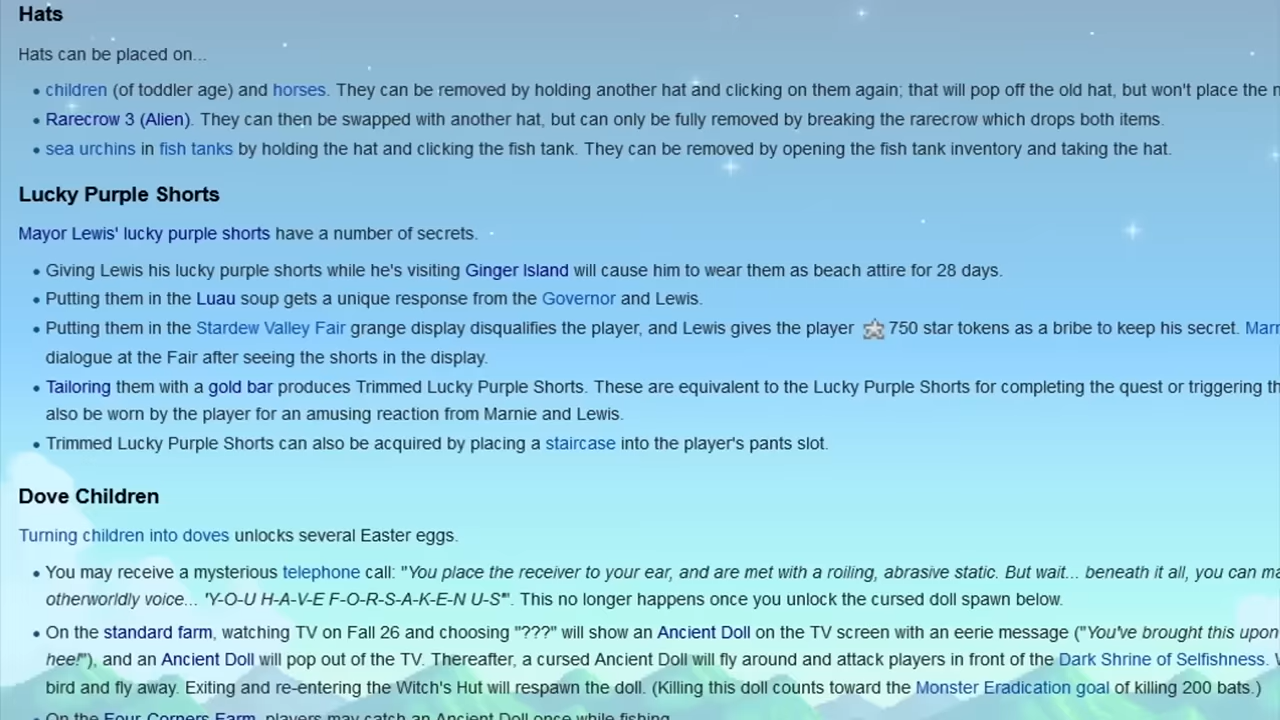 Hats
Hats can be placed on...
children (of toddler age) and horses. They can be removed by holding another hat and clicking on them again; that will pop off the old hat, but won't place the
Rarecrow 3 (Alien). They can then be swapped with another hat, but can only be fully removed by breaking the rarecrow which drops both items.
sea urchins in fish tanks by holding the hat and clicking the fish tank. They can be removed by opening the fish tank inventory and taking the hat.
Lucky Purple Shorts
Mayor Lewis' lucky purple shorts have a number of secrets.
Giving Lewis his lucky purple shorts while he's visiting Ginger Island will cause him to wear them as beach attire for 28 days.
Putting them in the Luau soup gets a unique response from the Governor and Lewis.
Putting them in the Stardew Valley Fair grange display disqualifies the player, and Lewis gives the player 750 star tokens as a bribe to keep his secret.
dialogue at the Fair after seeing the shorts in the display.
Tailoring them with a gold bar produces Trimmed Lucky Purple Shorts. These are equivalent to the Lucky Purple Shorts for completing the quest or triggering
also be worn by the player for an amusing reaction from Marnie and Lewis.
Trimmed Lucky Purple Shorts can also be acquired by placing a staircase into the player's pants slot.
Dove Children
Turning children into doves unlocks several Easter eggs.
You may receive a mysterious telephone call: "You place the receiver to your ear, and are met with a roiling, abrasive static. But wait... beneath it all, you can
otherworldly voice... 'Y-O-U H-A-V-E F-O-R-S-A-K-E-N U-S'". This no longer happens once you unlock the cursed doll spawn below.
On the standard farm, watching TV on Fall 26 and choosing "???" will show an Ancient Doll on the TV screen with an eerie message ("You've brought this upon
hee!"), and an Ancient Doll will pop out of the TV. Thereafter, a cursed Ancient Doll will fly around and attack players in front of the Dark Shrine of Selfishness.
bird and fly away. Exiting and re-entering the Witch's Hut will respawn the doll. (Killing this doll counts toward the Monster Eradication goal of killing 200 bats.)
On the Four Corners Farm, players may catch an Ancient Doll once while fishing.